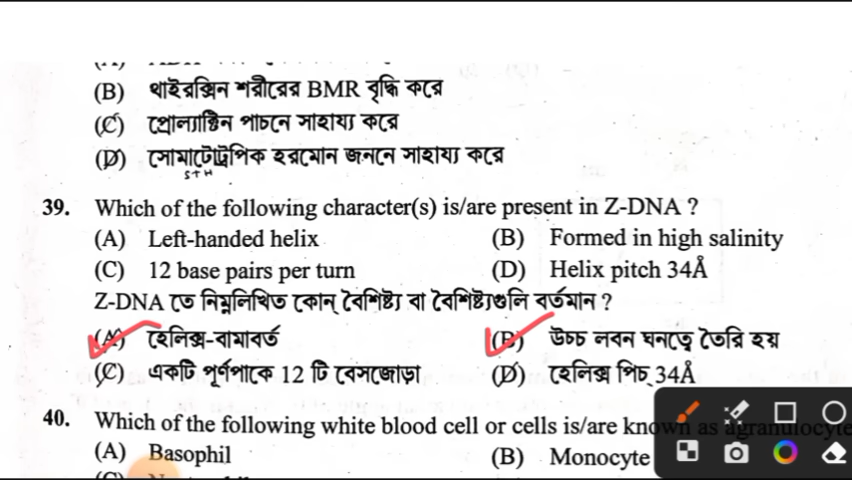 (B) থাইরক্সিন শরীরের BMR বৃদ্ধি করে
(C) প্রোল্যাক্টিন পাচনে সাহায্য করে
(D) সোমাটোট্রপিক হরমোন জননে সাহায্য করে
STH
39. Which of the following character(s) is/are present in Z-DNA ?
(A) Left-handed helix (B) Formed in high salinity
(C) 12 base pairs per turn (D) Helix pitch 34Å
Z-DNA তে নিম্নলিখিত কোন্ বৈশিষ্ট্য বা বৈশিষ্ট্যগুলি বর্তমান ?
(A) হেলিক্স-বামাবর্ত (B) উচ্চ লবন ঘনত্বে তৈরি হয়
(C) একটি পূর্ণপাকে 12 টি বেসজোড়া (D) হেলিক্স পিচ 34Å
40. Which of the following white blood cell or cells is/are known as agranulocyte
(A) Basophil (B) Monocyte